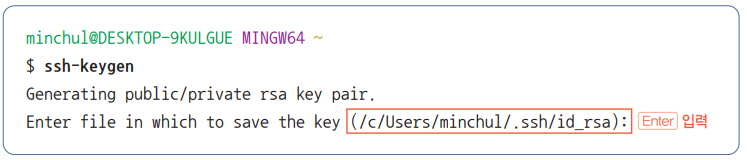 minchul@DESKTOP-9KULGUE MINGW64 ~
$ ssh-keygen
Generating public/private rsa key pair.
Enter file in which to save the key (/c/Users/minchul/.ssh/id_rsa): Enter 입력